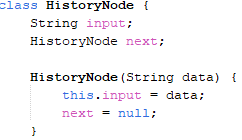 class HistoryNode {
    String input;
    HistoryNode next;

    HistoryNode(String data) {
        this.input = data;
        next = null;
    }